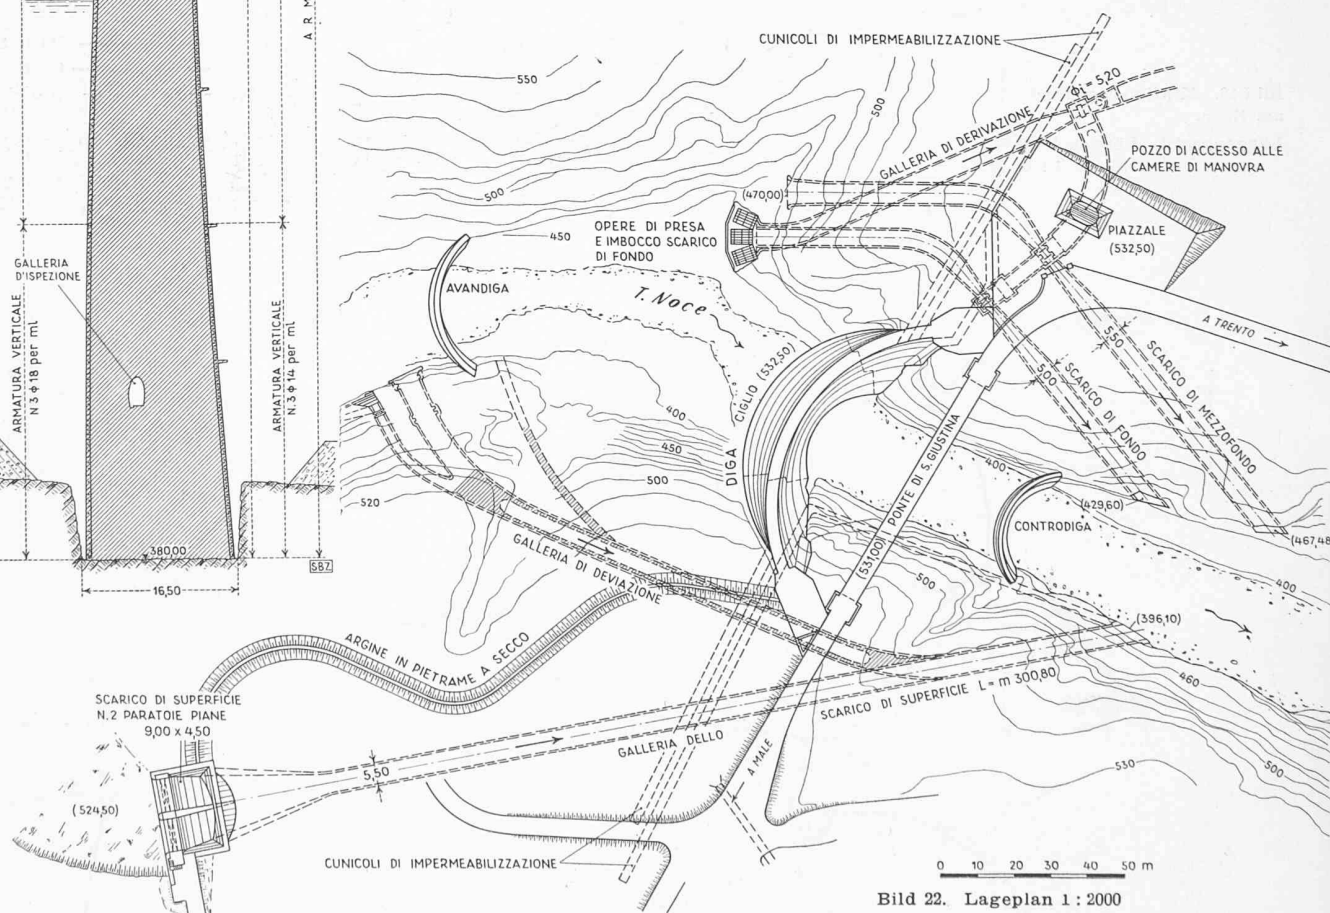 A R M
GALLERIA
D'ISPEZIONE
ARMATURA VERTICALE
N 3 ϕ 18 per ml
ARMATURA VERTICALE
N. 3 ϕ 14 per ml
380,00
16,50
SBZ
CUNICOLI DI IMPERMEABILIZZAZIONE
550
500
500
450
ϕi = 5,20
GALLERIA DI DERIVAZIONE
POZZO DI ACCESSO ALLE
CAMERE DI MANOVRA
(470,00)
OPERE DI PRESA
E IMBOCCO SCARICO
DI FONDO
PIAZZALE
(532,50)
AVANDIGA
T. Noce
A TRENTO
DIGA
CIGLIO (532,50)
550
500
SCARICO DI MEZZOFONDO
SCARICO DI FONDO
(531,00) PONTE DI S. GIUSTINA
400
450
500
520
400
(429,60)
(467,48
CONTRODIGA
400
500
GALLERIA DI DEVIAZIONE
(396,10)
ARGINE IN PIETRAME A SECCO
460
SCARICO DI SUPERFICIE
N. 2 PARATOIE PIANE
9,00 x 4,50
GALLERIA DELLO
SCARICO DI SUPERFICIE L = m 300,80
A MALE
5,50
(524,50)
530
500
CUNICOLI DI IMPERMEABILIZZAZIONE
0 10 20 30 40 50 m
Bild 22. Lageplan 1 : 2000